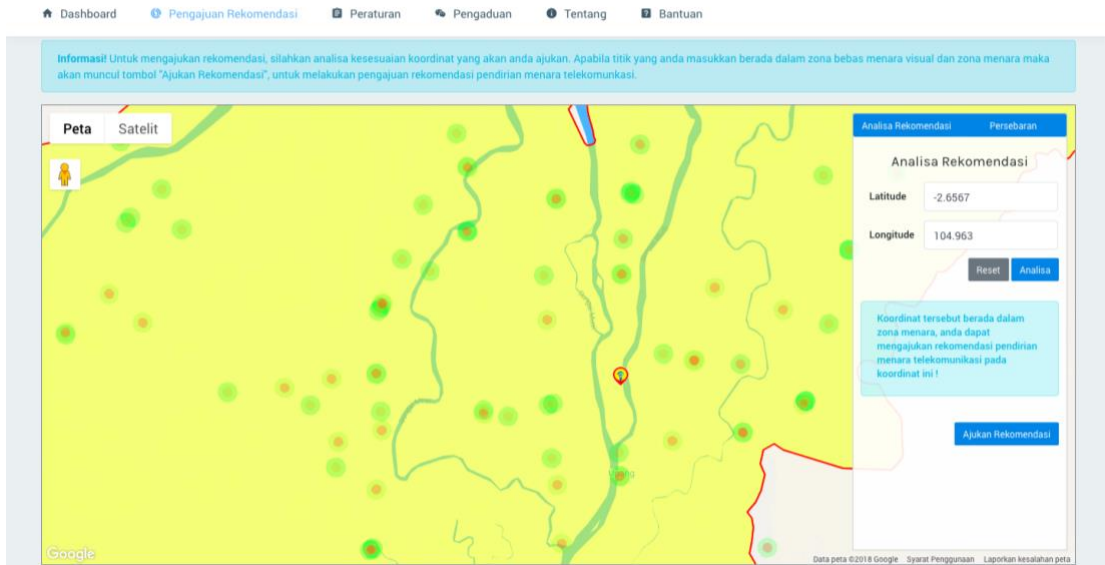 Dashboard Pengajuan Rekomendasi Peraturan Pengaduan Tentang Bantuan
Informasi! Untuk mengajukan rekomendasi, silahkan analisa kesesuaian koordinat yang akan anda ajukan. Apabila titik yang anda masukkan berada dalam zona bebas menara visual dan zona menara maka
akan muncul tombol "Ajukan Rekomendasi", untuk melakukan pengajuan rekomendasi pendirian menara telekomunkasi.
Peta Satelit
Analisa Rekomendasi Persebaran
Analisa Rekomendasi
Latitude -2.6567
Longitude 104.963
Reset Analisa
Koordinat tersebut berada dalam
zona menara, anda dapat
mengajukan rekomendasi pendirian
menara telekomunikasi pada
koordinat ini !
Ajukan Rekomendasi
Google
Data peta ©2018 Google Syarat Penggunaan Laporkan kesalahan peta